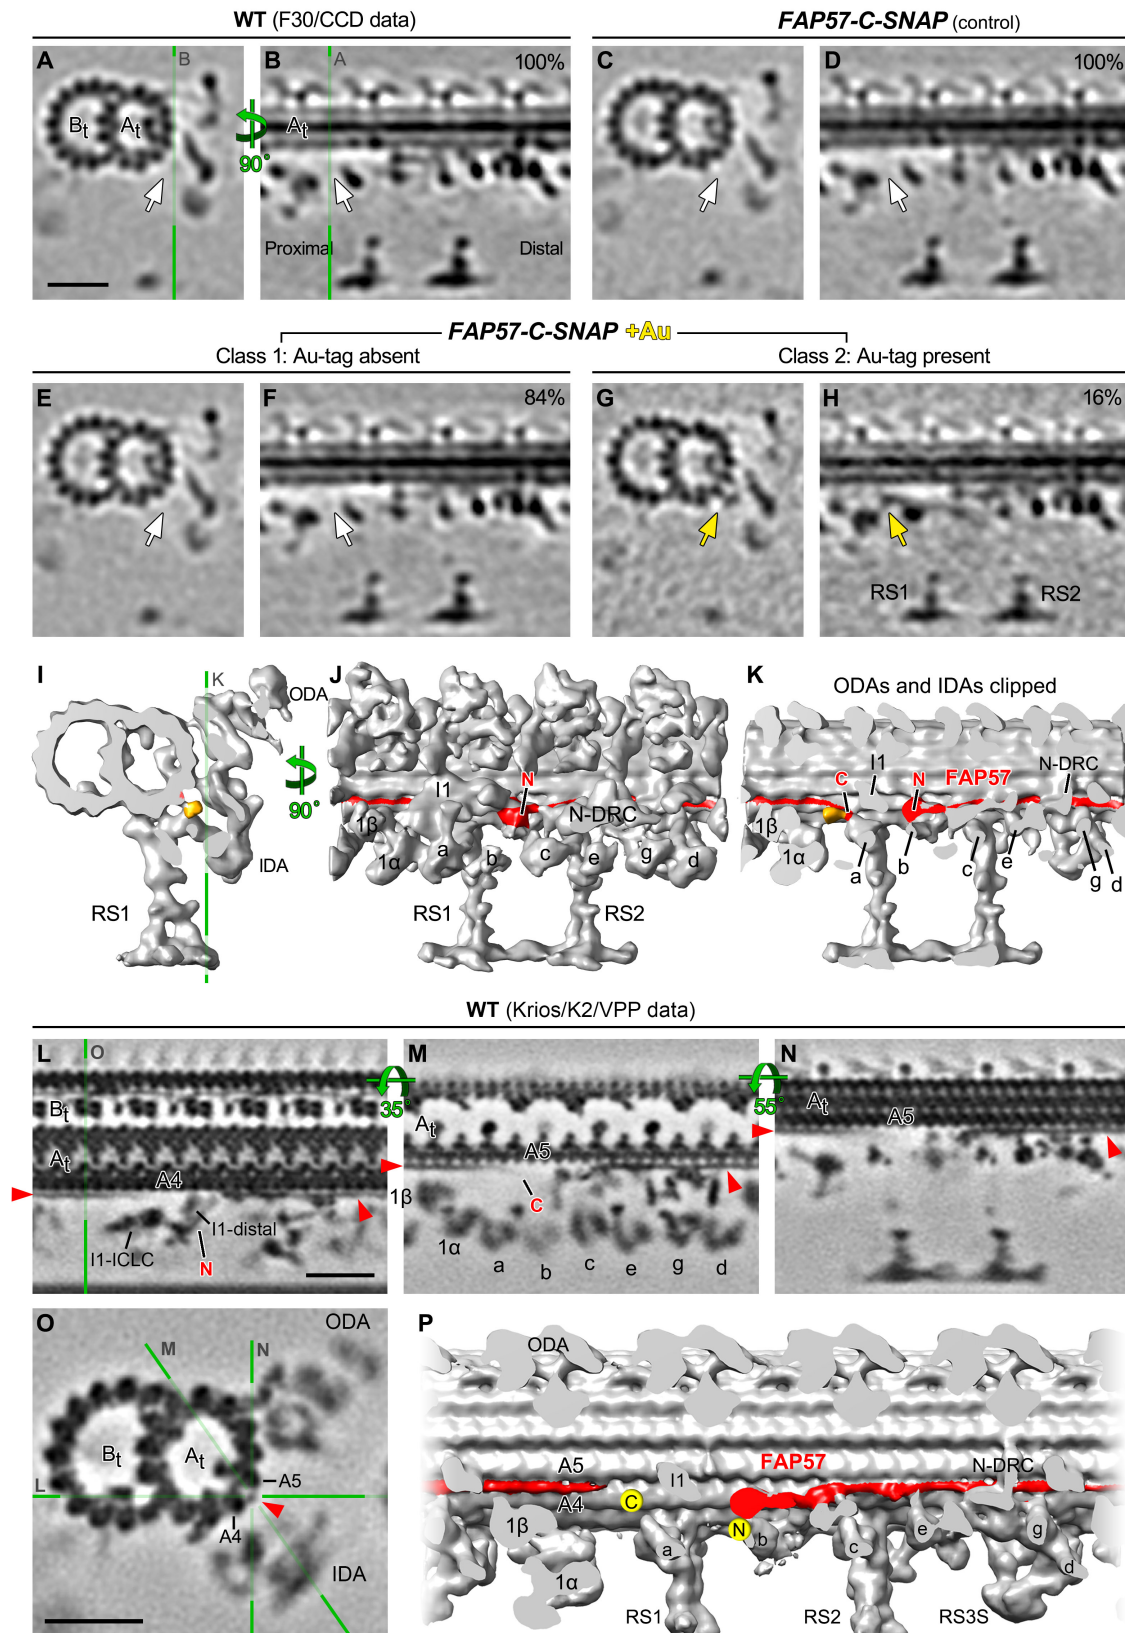 WT (F30/CCD data)
FAP57-C-SNAP (control)
A
B
Bt
At
B
A
100%
At
90°
Proximal
Distal
C
D
100%
FAP57-C-SNAP +Au
Class 1: Au-tag absent
Class 2: Au-tag present
E
F
84%
G
H
16%
RS1
RS2
I
K
ODA
90°
IDA
RS1
J
N
I1
1β
N-DRC
1α
a
b
c
e
g
d
RS1
RS2
K
ODAs and IDAs clipped
C
I1
N
FAP57
N-DRC
1β
1α
a
b
c
e
g
d
WT (Krios/K2/VPP data)
L
O
Bt
At
A4
I1-distal
I1-ICLC
N
35°
M
At
A5
1β
C
1α
a
b
c
e
g
d
55°
N
At
A5
O
ODA
M
N
Bt
At
A5
L
A4
IDA
P
ODA
FAP57
A5
N-DRC
I1
A4
C
1β
N
b
a
c
e
g
d
1α
RS1
RS2
RS3S